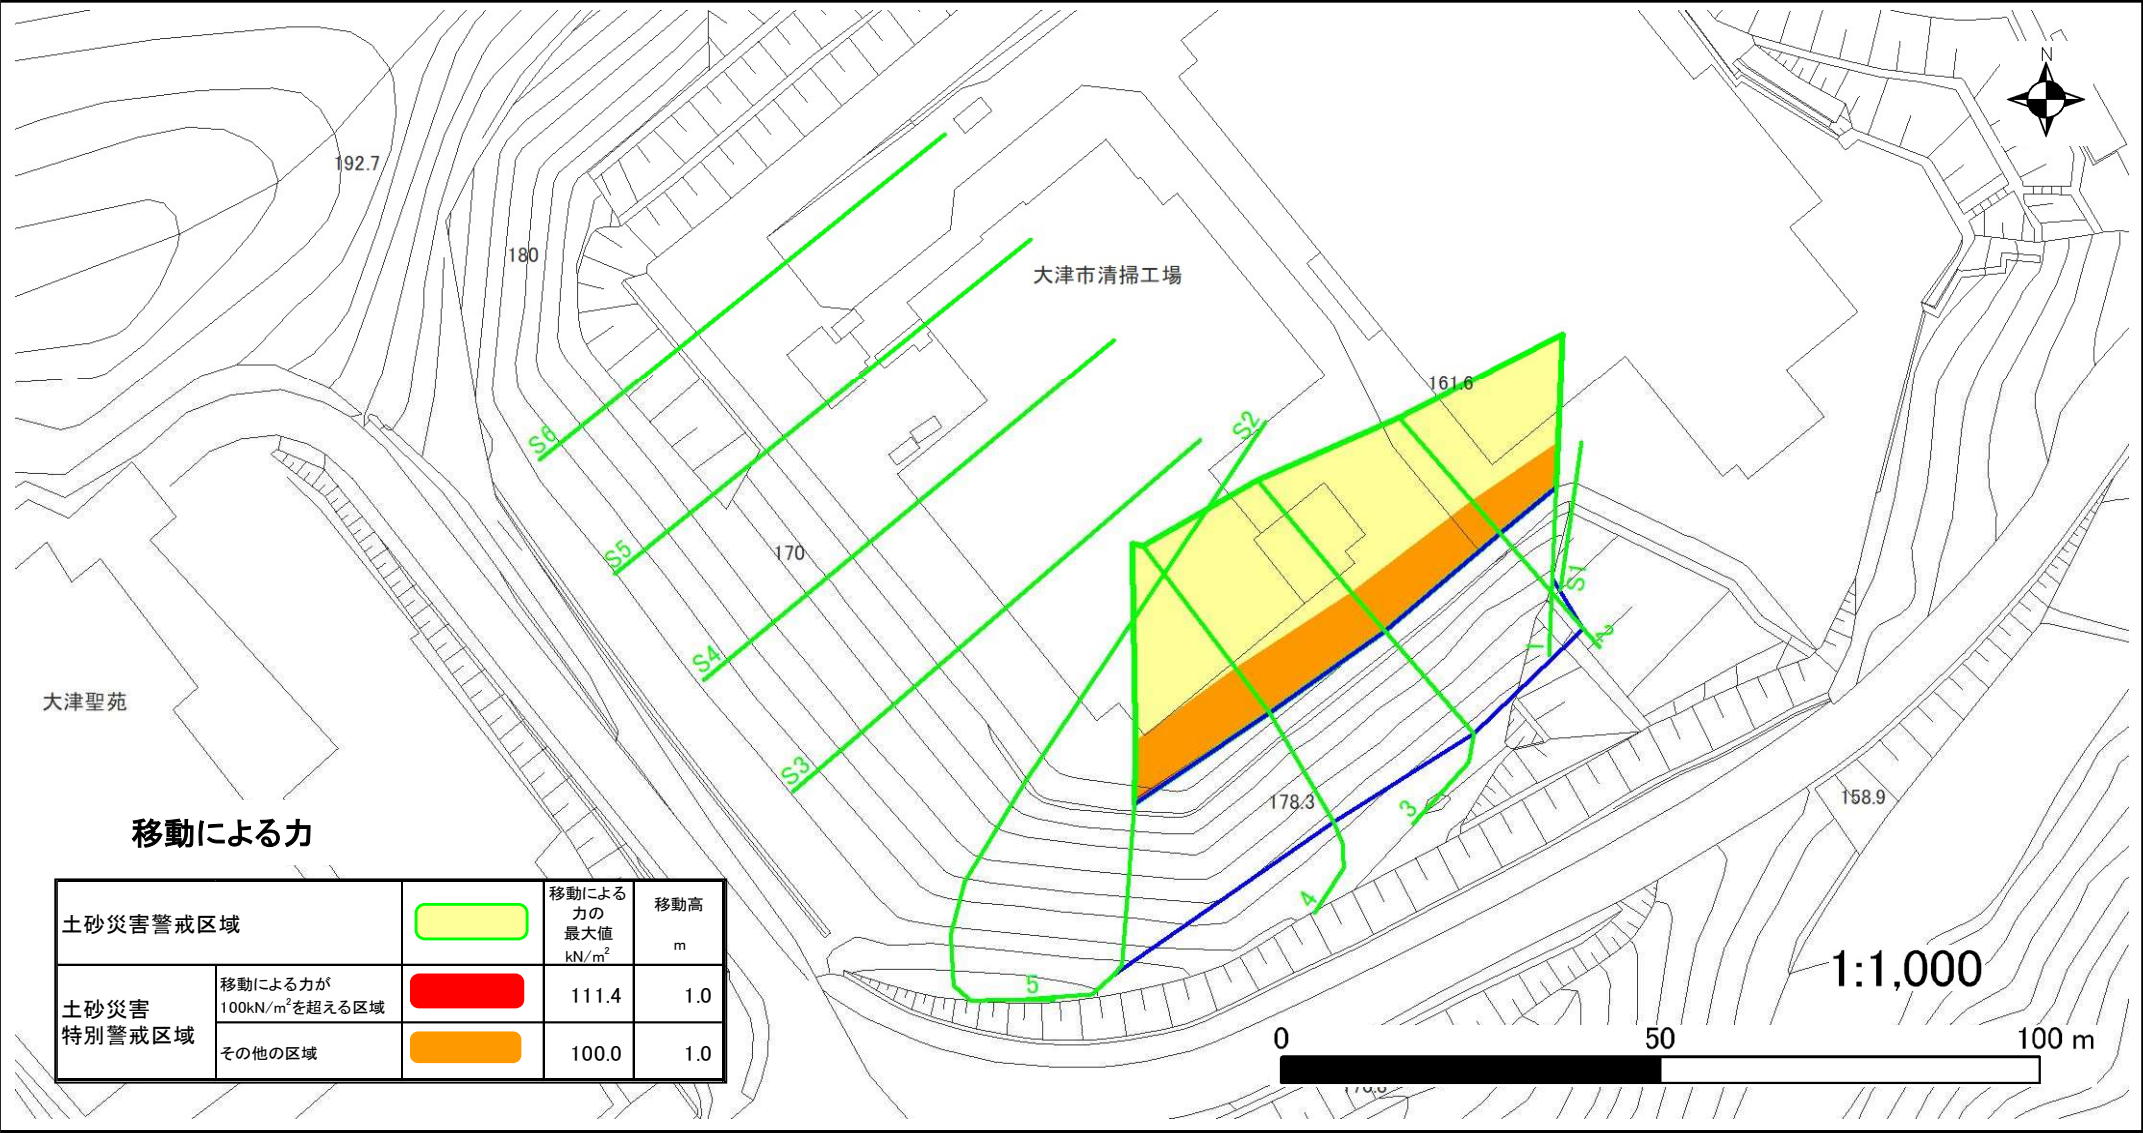 N
192.7
180
大津市清掃工場
161.6
S6
S2
S5
170
S1
1
2
S4
大津聖苑
S3
178.3
3
158.9
4
5
移動による力
土砂災害警戒区域
移動による
力の
最大値
kN/m²
移動高
m
土砂災害
特別警戒区域
移動による力が
100kN/m²を超える区域
111.4
1.0
その他の区域
100.0
1.0
1:1,000
0
50
100 m